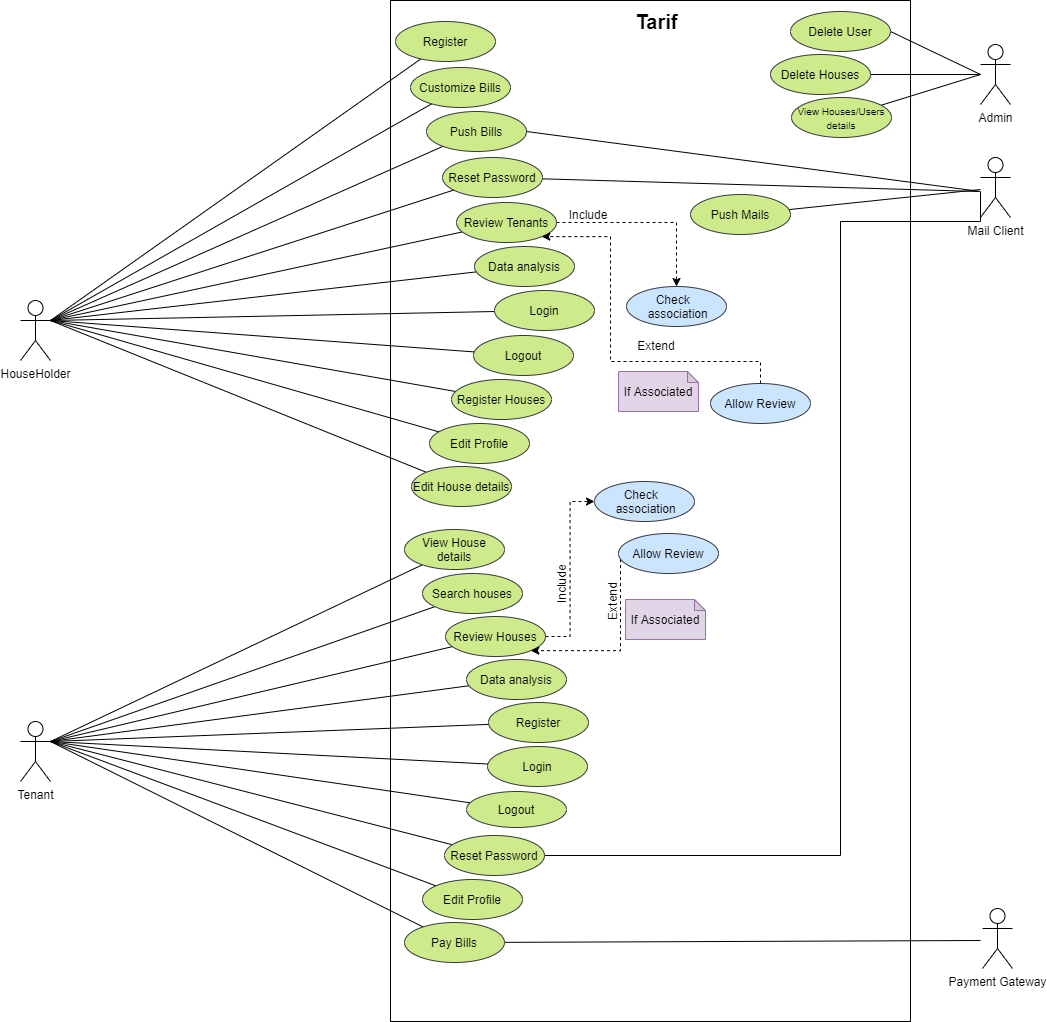 Tarif
Register
Customize Bills
Push Bills
Reset Password
Review Tenants
Data analysis
Login
Logout
Register Houses
Edit Profile
Edit House details
HouseHolder
Delete User
Delete Houses
View Houses/Users
details
Admin
Push Mails
Mail Client
Include
Check
association
Extend
If Associated
Allow Review
Check
association
Allow Review
Include
Extend
If Associated
View House
details
Search houses
Review Houses
Data analysis
Register
Login
Logout
Reset Password
Edit Profile
Pay Bills
Tenant
Payment Gateway